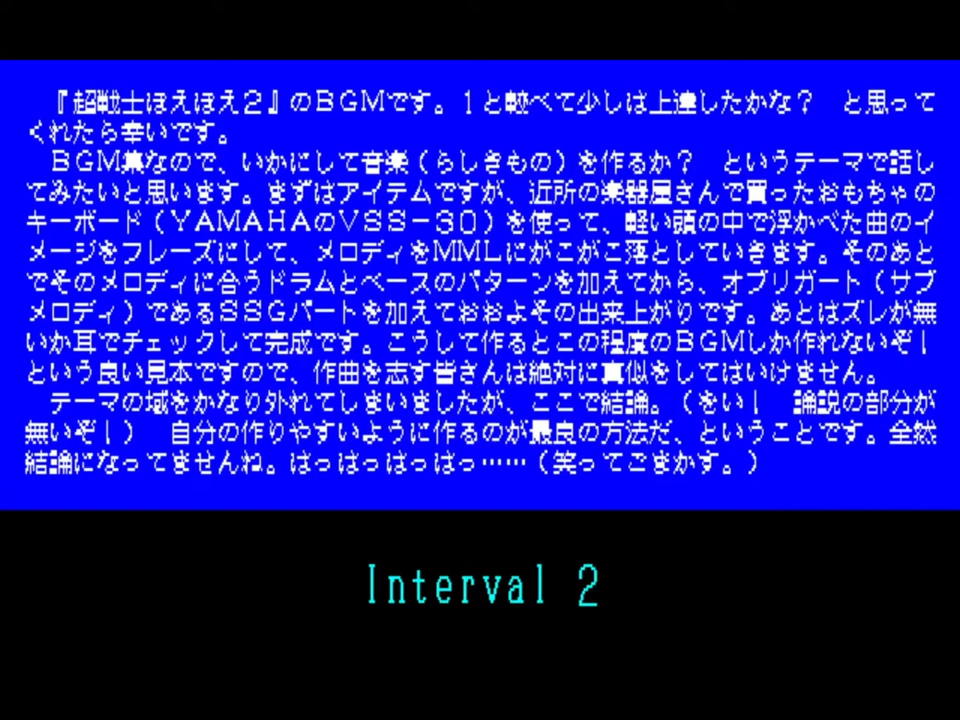 『超戦士ほえほえ2』のBGMです。1と較べて少しは上達したかな? と思って
くれたら幸いです。
BGM集なので、いかにして音楽(らしきもの)を作るか? というテーマで話し
てみたいと思います。まずはアイテムですが、近所の楽器屋さんで買ったおもちゃの
キーボード(YAMAHAのVSS-30)を使って、軽い頭の中で浮かべた曲のイ
メージをフレーズにして、メロディをMMLにがこがこ落としていきます。そのあと
でそのメロディに合うドラムとベースのパターンを加えてから、オブリガート(サブ
メロディ)であるSSGパートを加えておおよその出来上がりです。あとはズレが無
いか耳でチェックして完成です。こうして作るとこの程度のBGMしか作れないぞ!
という良い見本ですので、作曲を志す皆さんは絶対に真似をしてはいけません。
テーマの域をかなり外れてしまいましたが、ここで結論。(をい! 論説の部分が
無いぞ!) 自分の作りやすいように作るのが最良の方法だ、ということです。全然
結論になってませんね。はっはっはっはっ……(笑ってごまかす。)
Interval 2